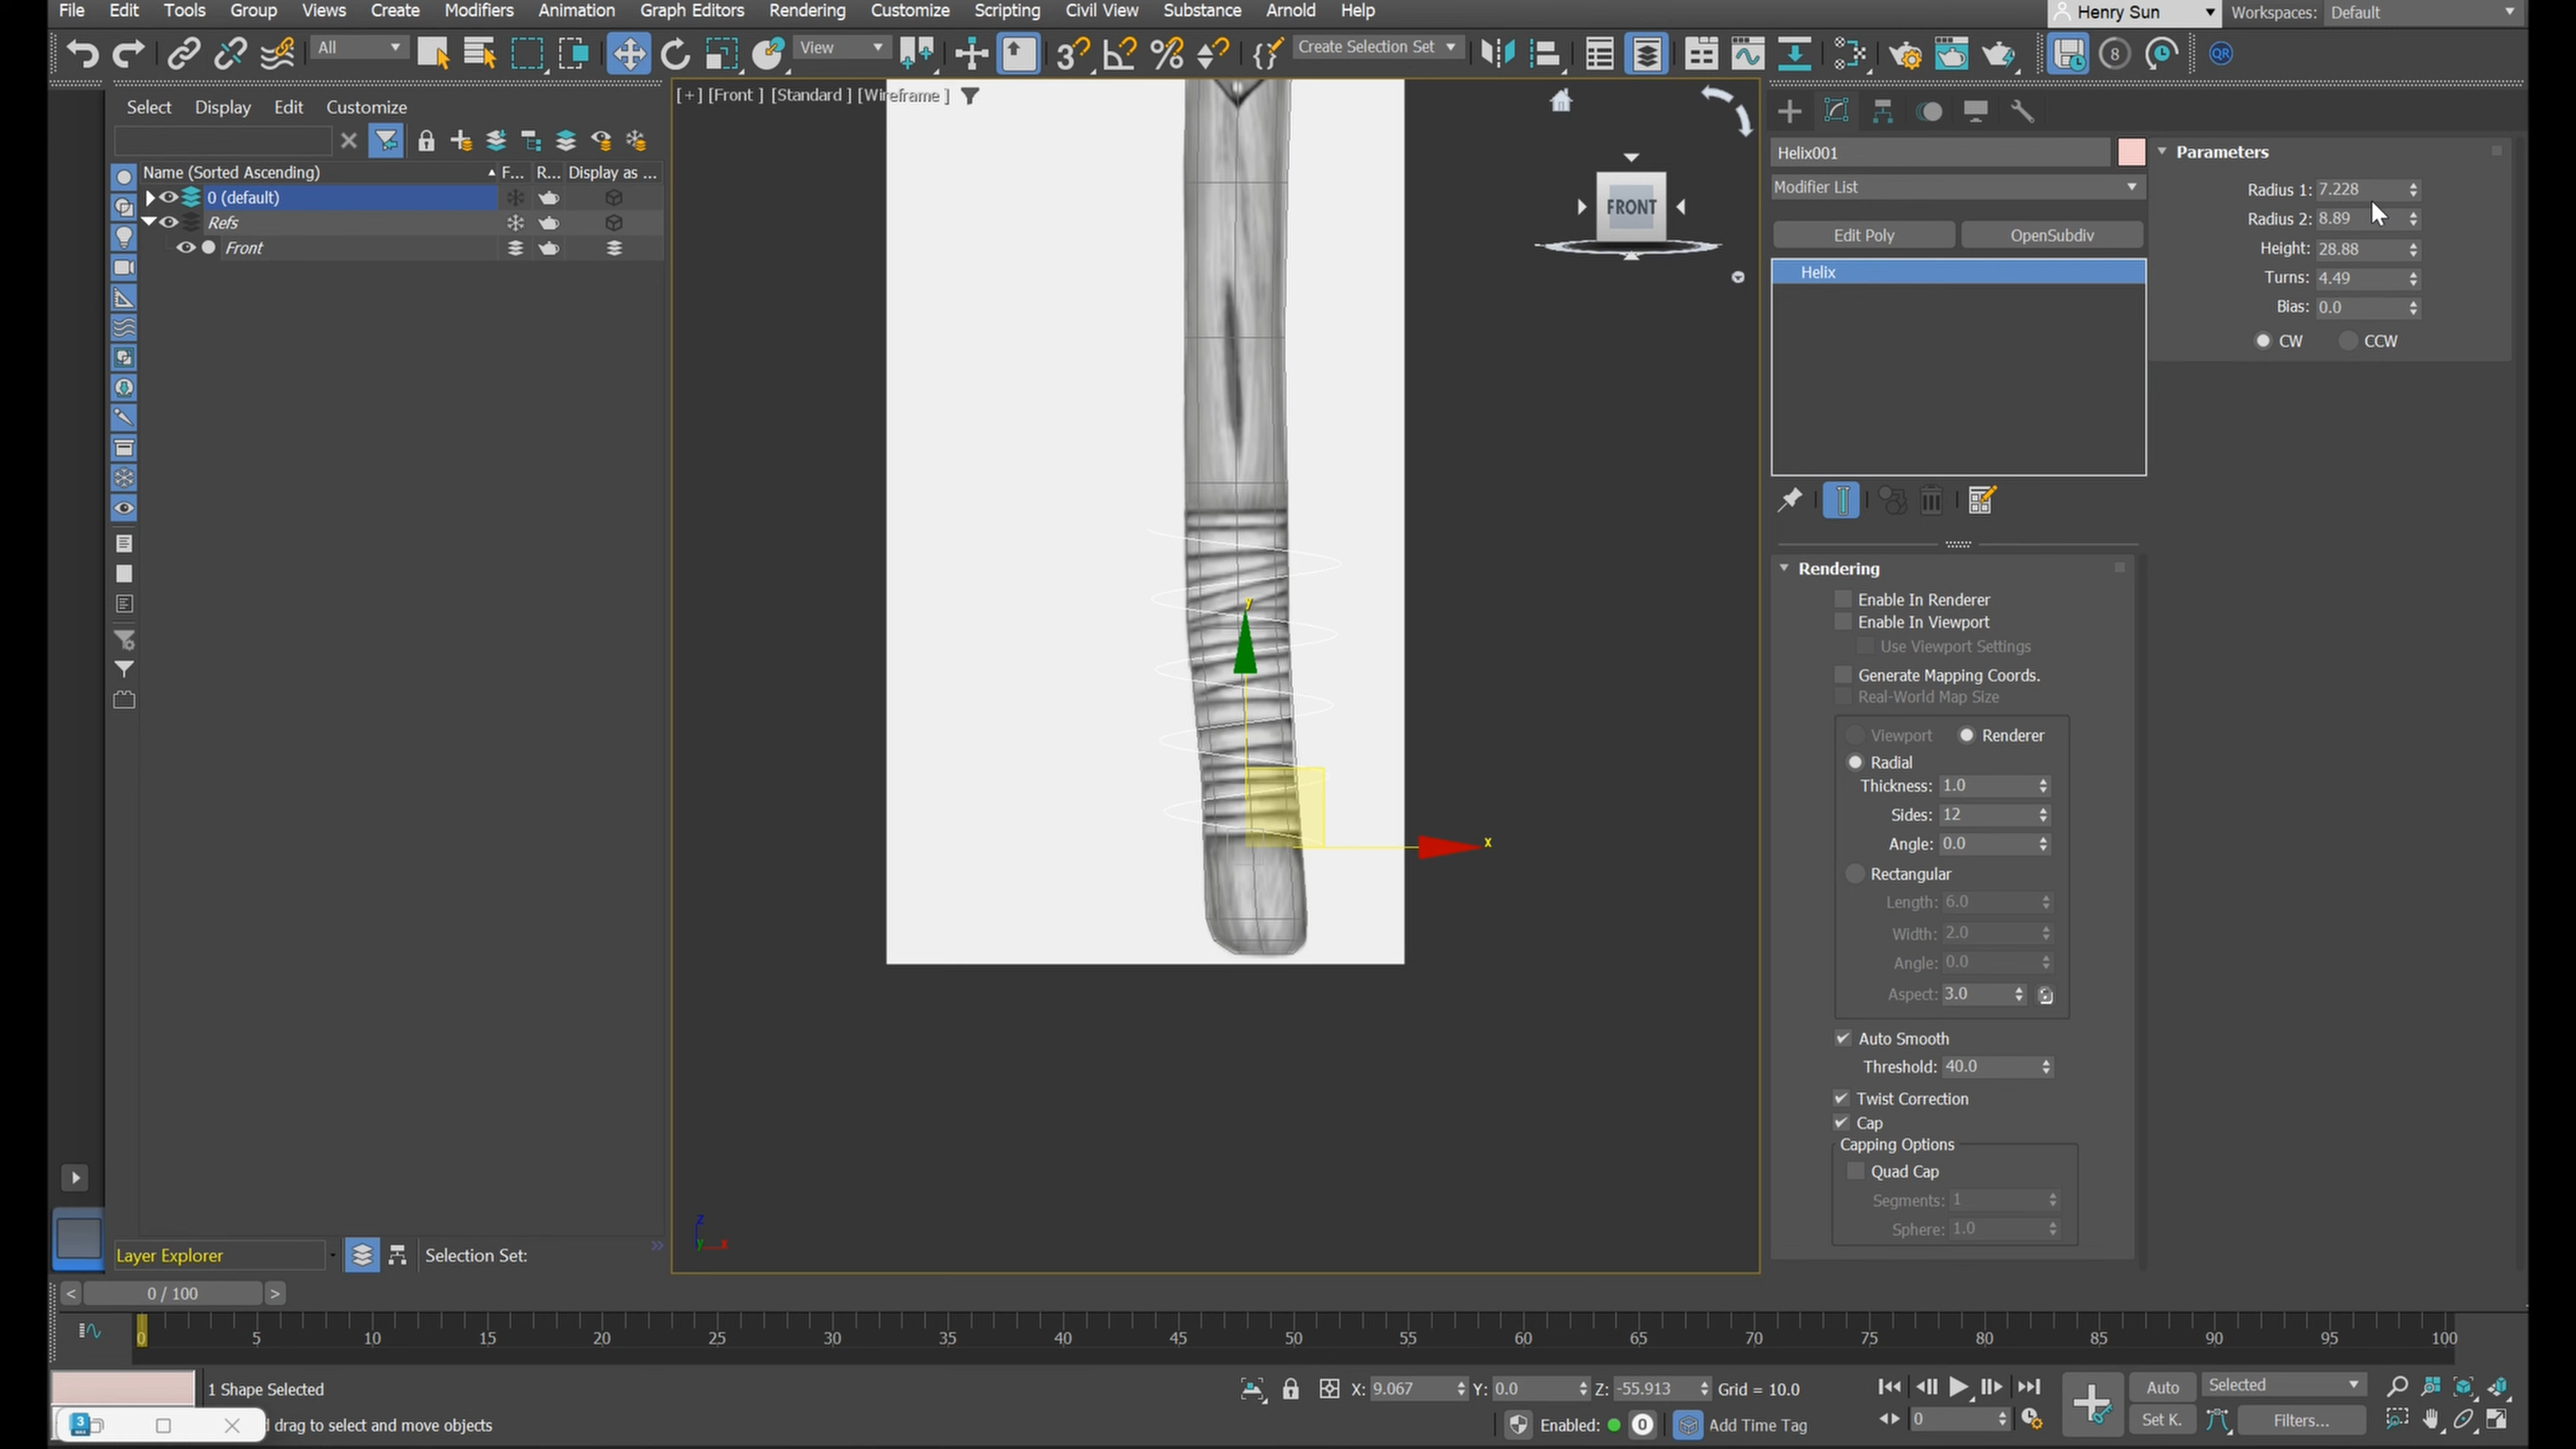 File Edit Tools Group Views Create Modifiers Animation Graph Editors Rendering Customize Scripting Civil View Substance Arnold Help
Henry Sun Workspaces: Default
All View Create Selection Set 8 QR
Select Display Edit Customize
Name (Sorted Ascending) F... R... Display as ...
0 (default)
Refs
Front
[+] [Front] [Standard] [Wireframe]
FRONT
y
x
z
y x
Helix001
Modifier List
Edit Poly OpenSubdiv
Helix
Parameters
Radius 1: 7.228
Radius 2: 8.89
Height: 28.88
Turns: 4.49
Bias: 0.0
CW CCW
Rendering
Enable In Renderer
Enable In Viewport
Use Viewport Settings
Generate Mapping Coords.
Real-World Map Size
Viewport Renderer
Radial
Thickness: 1.0
Sides: 12
Angle: 0.0
Rectangular
Length: 6.0
Width: 2.0
Angle: 0.0
Aspect: 3.0
Auto Smooth
Threshold: 40.0
Twist Correction
Cap
Capping Options
Quad Cap
Segments: 1
Sphere: 1.0
Layer Explorer Selection Set:
< 0 / 100 >
0 5 10 15 20 25 30 35 40 45 50 55 60 65 70 75 80 85 90 95 100
1 Shape Selected X: 9.067 Y: 0.0 Z: -55.913 Grid = 10.0 Auto Selected
drag to select and move objects Enabled: 0 Add Time Tag 0 Set K. Filters...